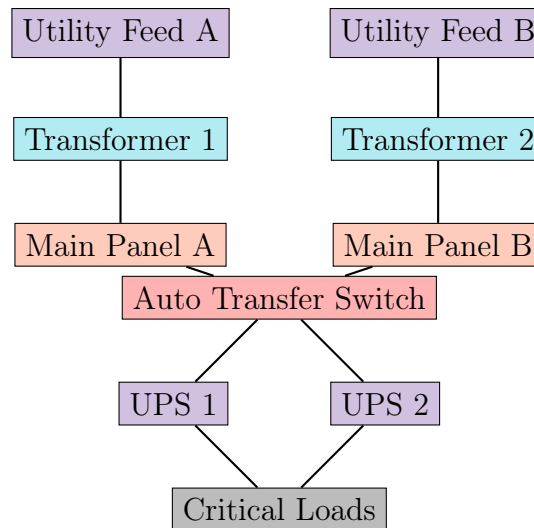 Utility Feed A
Utility Feed B
Transformer 1
Transformer 2
Main Panel A
Main Panel B
Auto Transfer Switch
UPS 1
UPS 2
Critical Loads